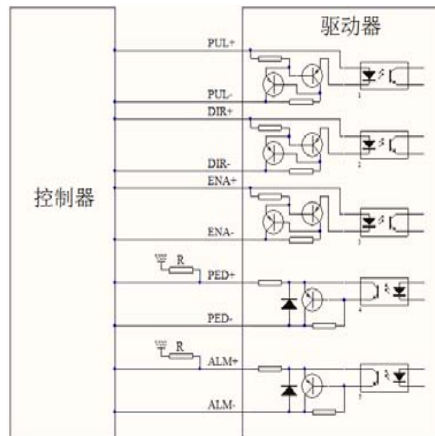 驱动器
PUL+
PUL-
DIR+
DIR-
控制器
ENA+
ENA-
R
PED+
PED-
R
ALM+
ALM-